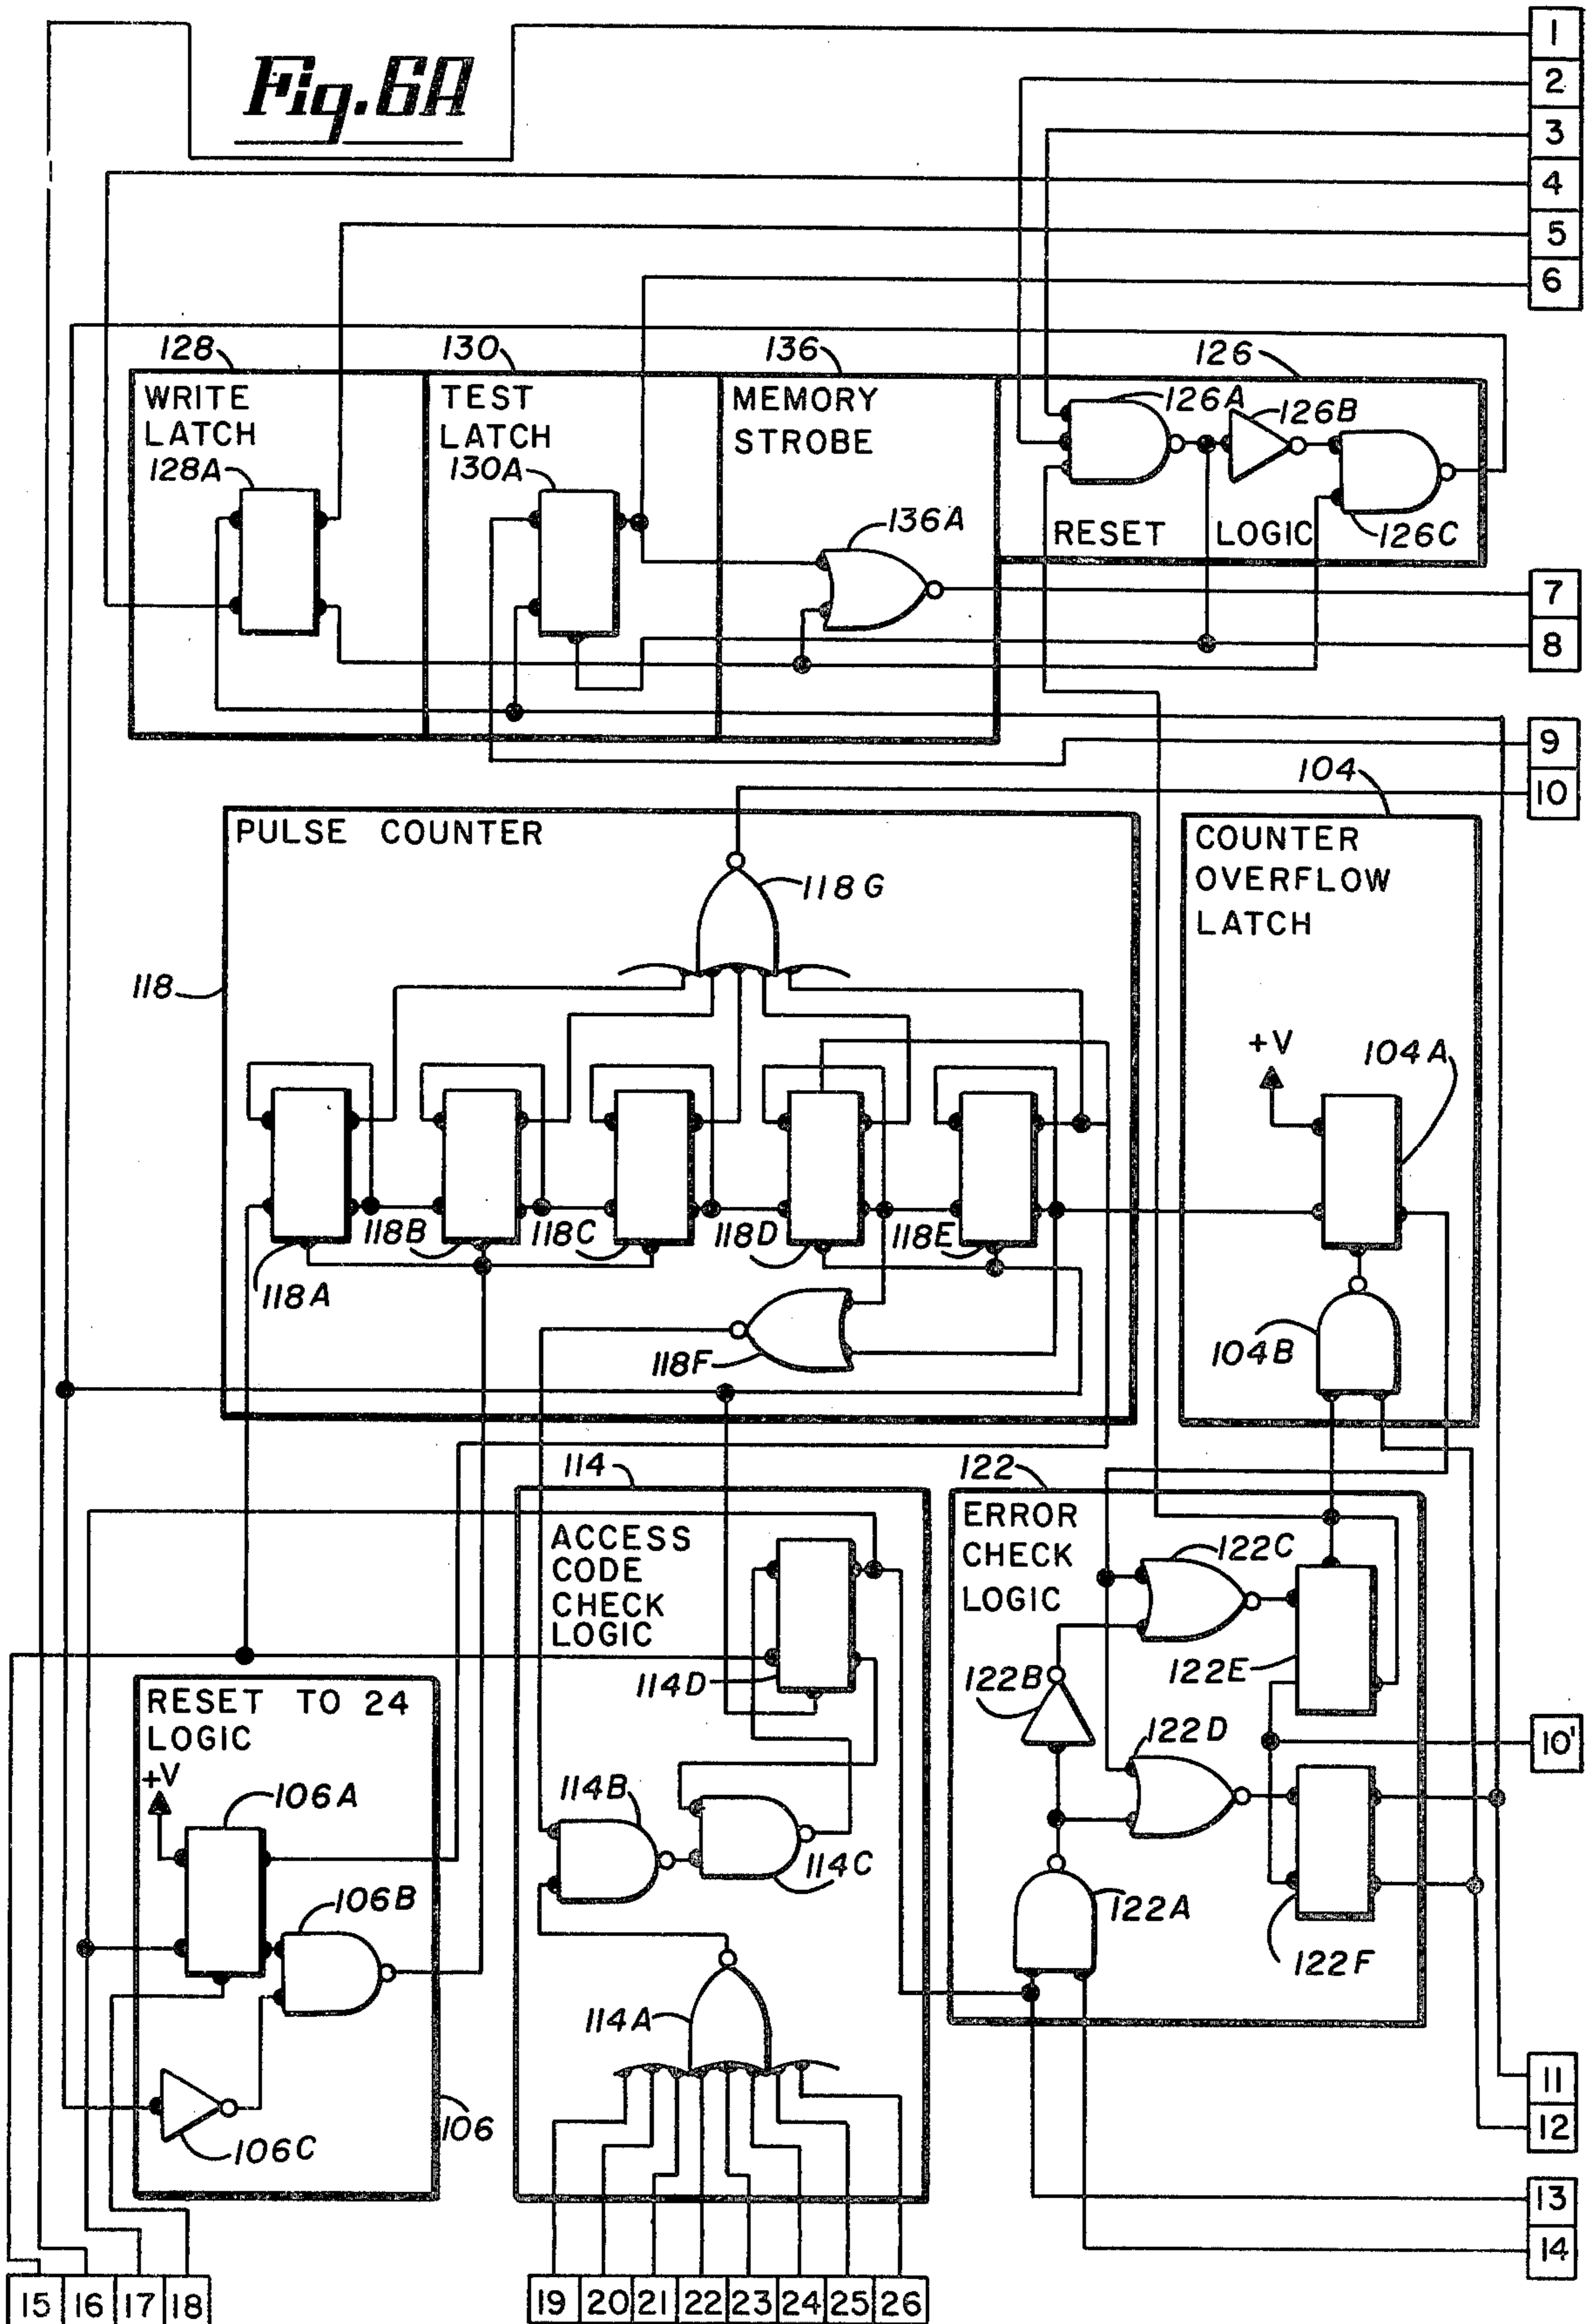 Fig. 6A
1
2
3
4
5
6
128
130
136
126
WRITE
LATCH
128A
TEST
LATCH
130A
MEMORY
STROBE
136A
126A
126B
126C
RESET LOGIC
7
8
9
10
104
PULSE COUNTER
118G
118
118A
118B
118C
118D
118E
118F
COUNTER
OVERFLOW
LATCH
+V
104A
104B
114
ACCESS
CODE
CHECK
LOGIC
114D
114B
114C
114A
122
ERROR
CHECK
LOGIC
122C
122E
122B
122D
122A
122F
10'
RESET TO 24
LOGIC
+V
106A
106B
106C
106
11
12
13
14
15
16
17
18
19
20
21
22
23
24
25
26